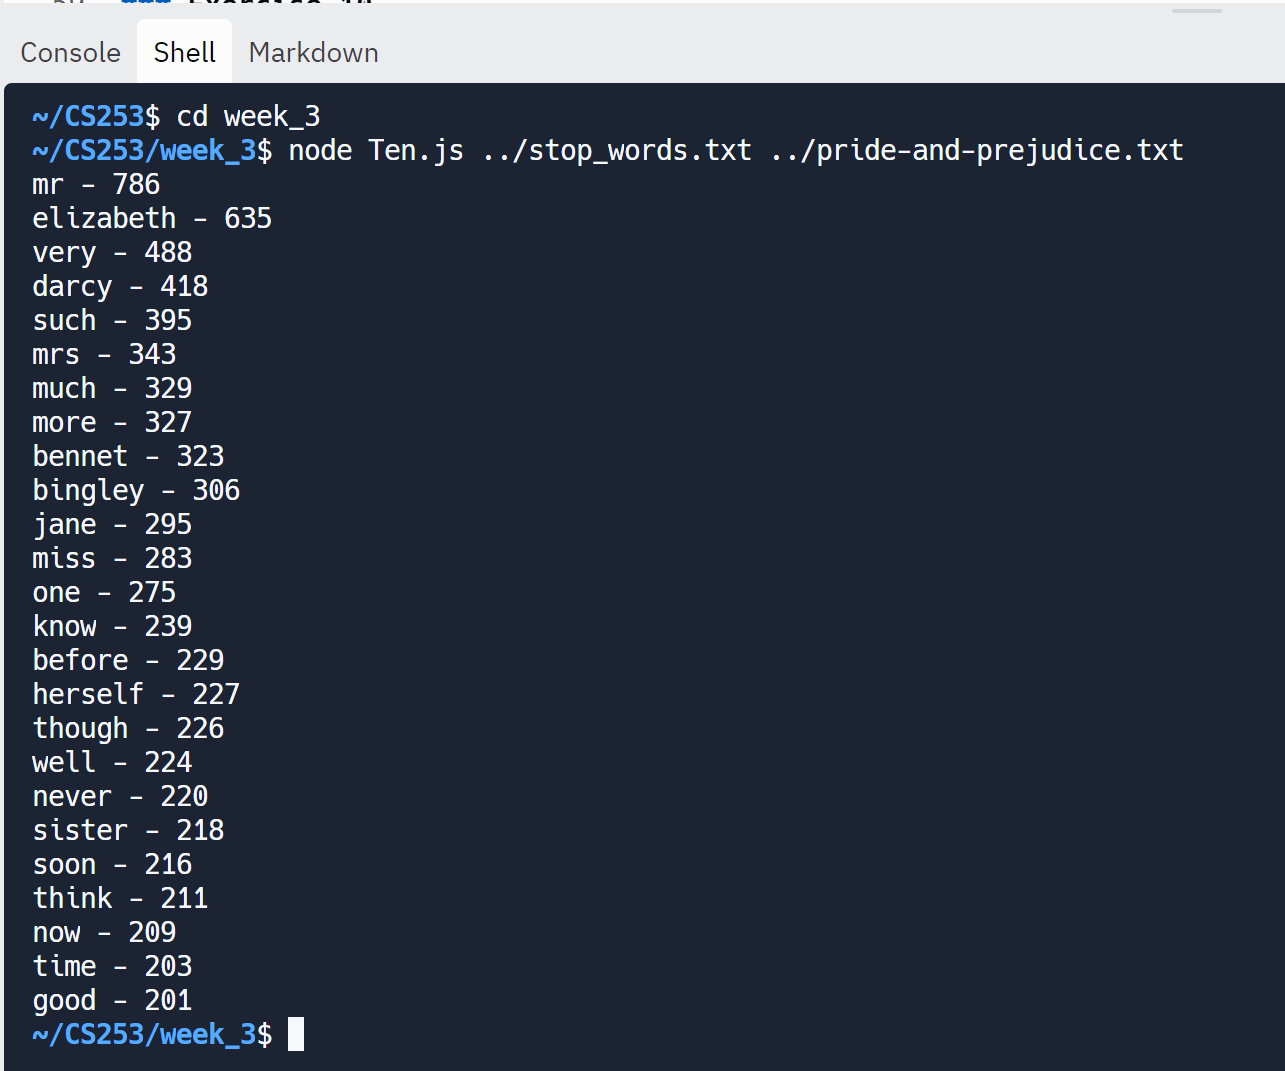 Console Shell Markdown
~/CS253$ cd week_3
~/CS253/week_3$ node Ten.js ../stop_words.txt ../pride-and-prejudice.txt
mr - 786
elizabeth - 635
very - 488
darcy - 418
such - 395
mrs - 343
much - 329
more - 327
bennet - 323
bingley - 306
jane - 295
miss - 283
one - 275
know - 239
before - 229
herself - 227
though - 226
well - 224
never - 220
sister - 218
soon - 216
think - 211
now - 209
time - 203
good - 201
~/CS253/week_3$